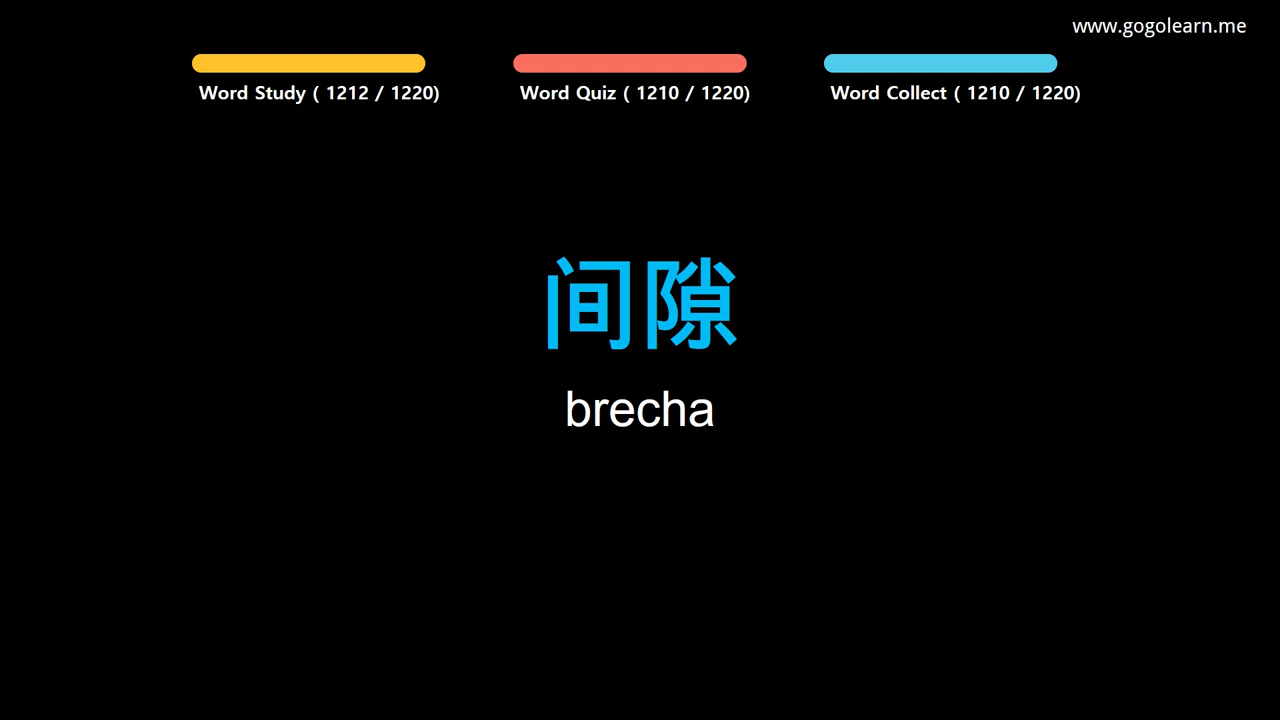 www.gogolearn.me
Word Study ( 1212 / 1220)
Word Quiz ( 1210 / 1220)
Word Collect ( 1210 / 1220)
间隙
brecha